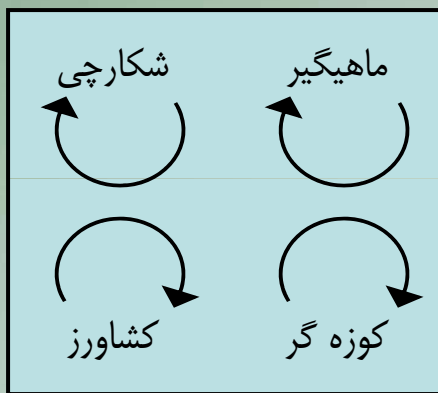 ماهیگیر
شکارچی
کوزه گر
کشاورز